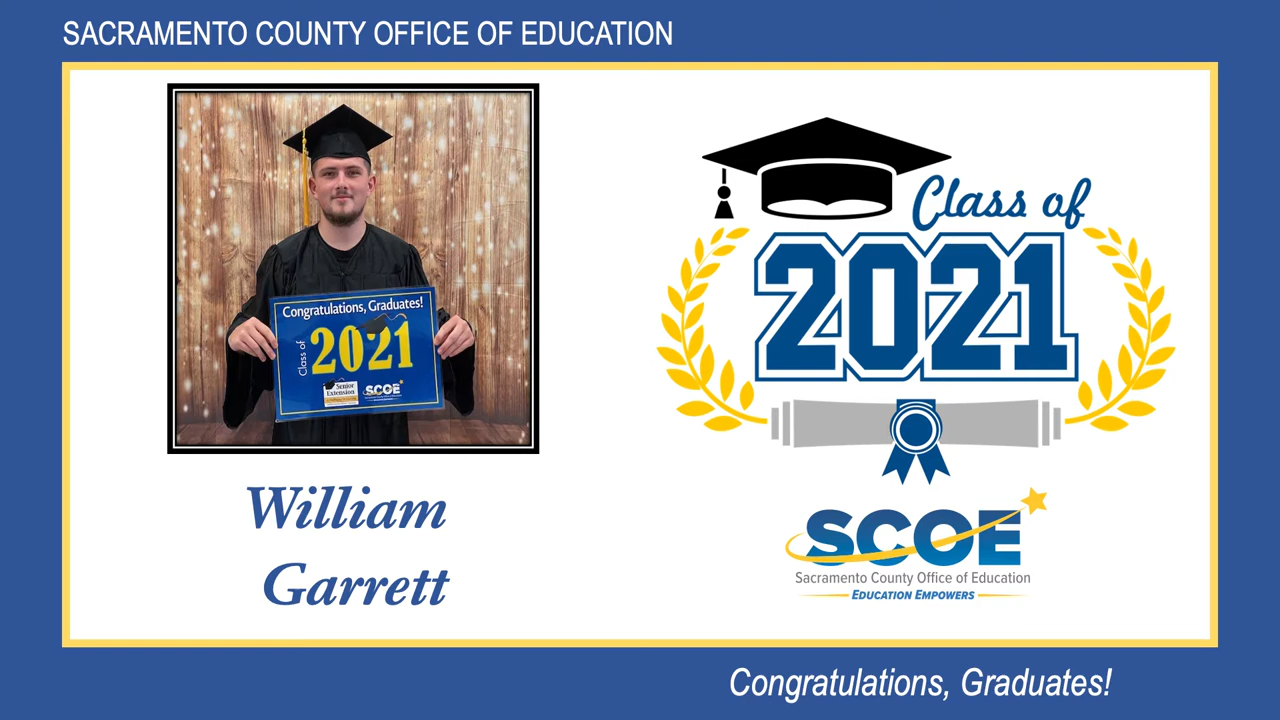 SACRAMENTO COUNTY OFFICE OF EDUCATION
Congratulations, Graduates!
Class of
2021
Senior
Extension
SCOE
William
Garrett
Class of
2021
SCOE
Sacramento County Office of Education
EDUCATION EMPOWERS
Congratulations, Graduates!